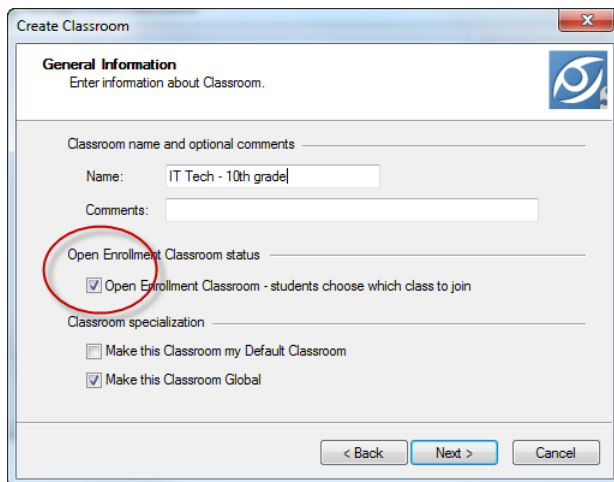 Create Classroom
General Information
Enter information about Classroom.
Classroom name and optional comments
Name: IT Tech - 10th grade
Comments:
Open Enrollment Classroom status
Open Enrollment Classroom - students choose which class to join
Classroom specialization
Make this Classroom my Default Classroom
Make this Classroom Global
< Back Next > Cancel